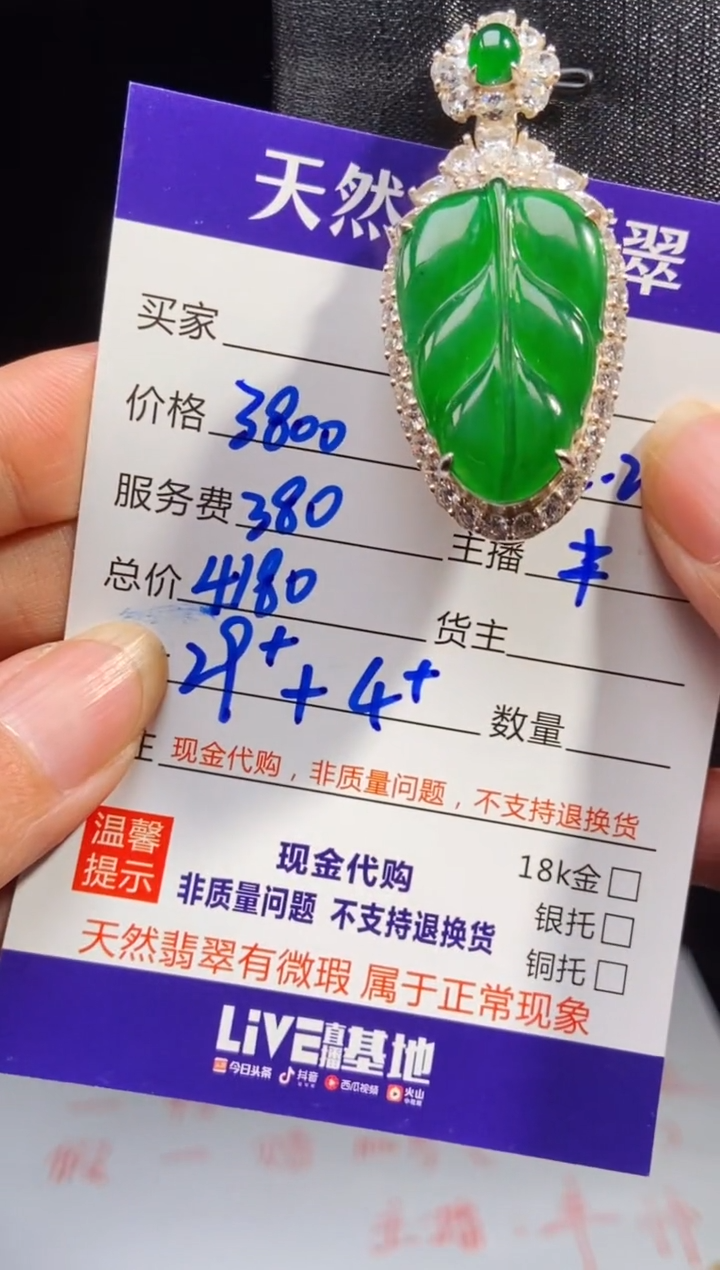 天然 翠
买家
价格 3800
服务费 380
总价 4180
主播 丰
货主
29⁺ + 4⁺
数量
主 现金代购，非质量问题，不支持退换货
温馨提示
现金代购
非质量问题 不支持退换货
18k金
银托
铜托
天然翡翠有微瑕 属于正常现象
LiVE直播基地
今日头条 抖音 西瓜视频 火山